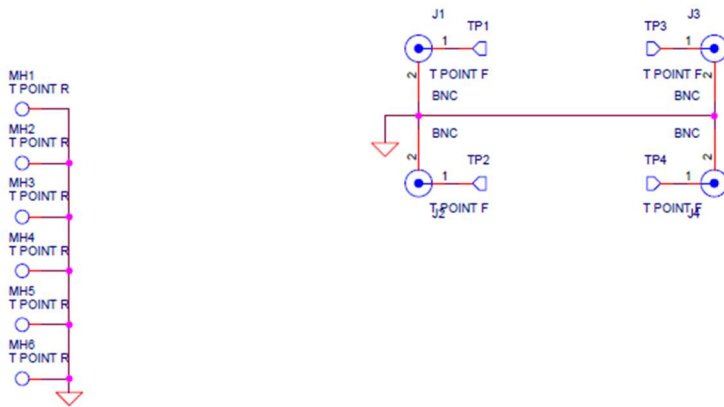 J1
TP1
1
2
T POINT F
BNC
J3
TP3
1
2
T POINT F
BNC
MH1
T POINT R
MH2
T POINT R
MH3
T POINT R
MH4
T POINT R
MH5
T POINT R
MH6
T POINT R
BNC
2
TP2
1
T POINT F
J2
BNC
2
TP4
1
T POINT F
J4